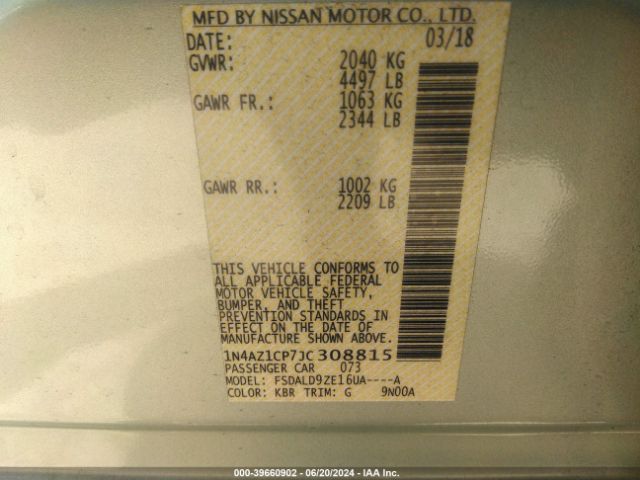 MFD BY NISSAN MOTOR CO., LTD.
DATE: 03/18
GVWR: 2040 KG
4497 LB
GAWR FR.: 1063 KG
2344 LB
GAWR RR.: 1002 KG
2209 LB
THIS VEHICLE CONFORMS TO
ALL APPLICABLE FEDERAL
MOTOR VEHICLE SAFETY,
BUMPER, AND THEFT
PREVENTION STANDARDS IN
EFFECT ON THE DATE OF
MANUFACTURE SHOWN ABOVE.
1N4AZ1CP7JC308815
PASSENGER CAR 073
MODEL: FSDALD9ZE16UA----A
COLOR: KBR TRIM: G 9N00A
000-39660902 - 06/20/2024 - IAA Inc.